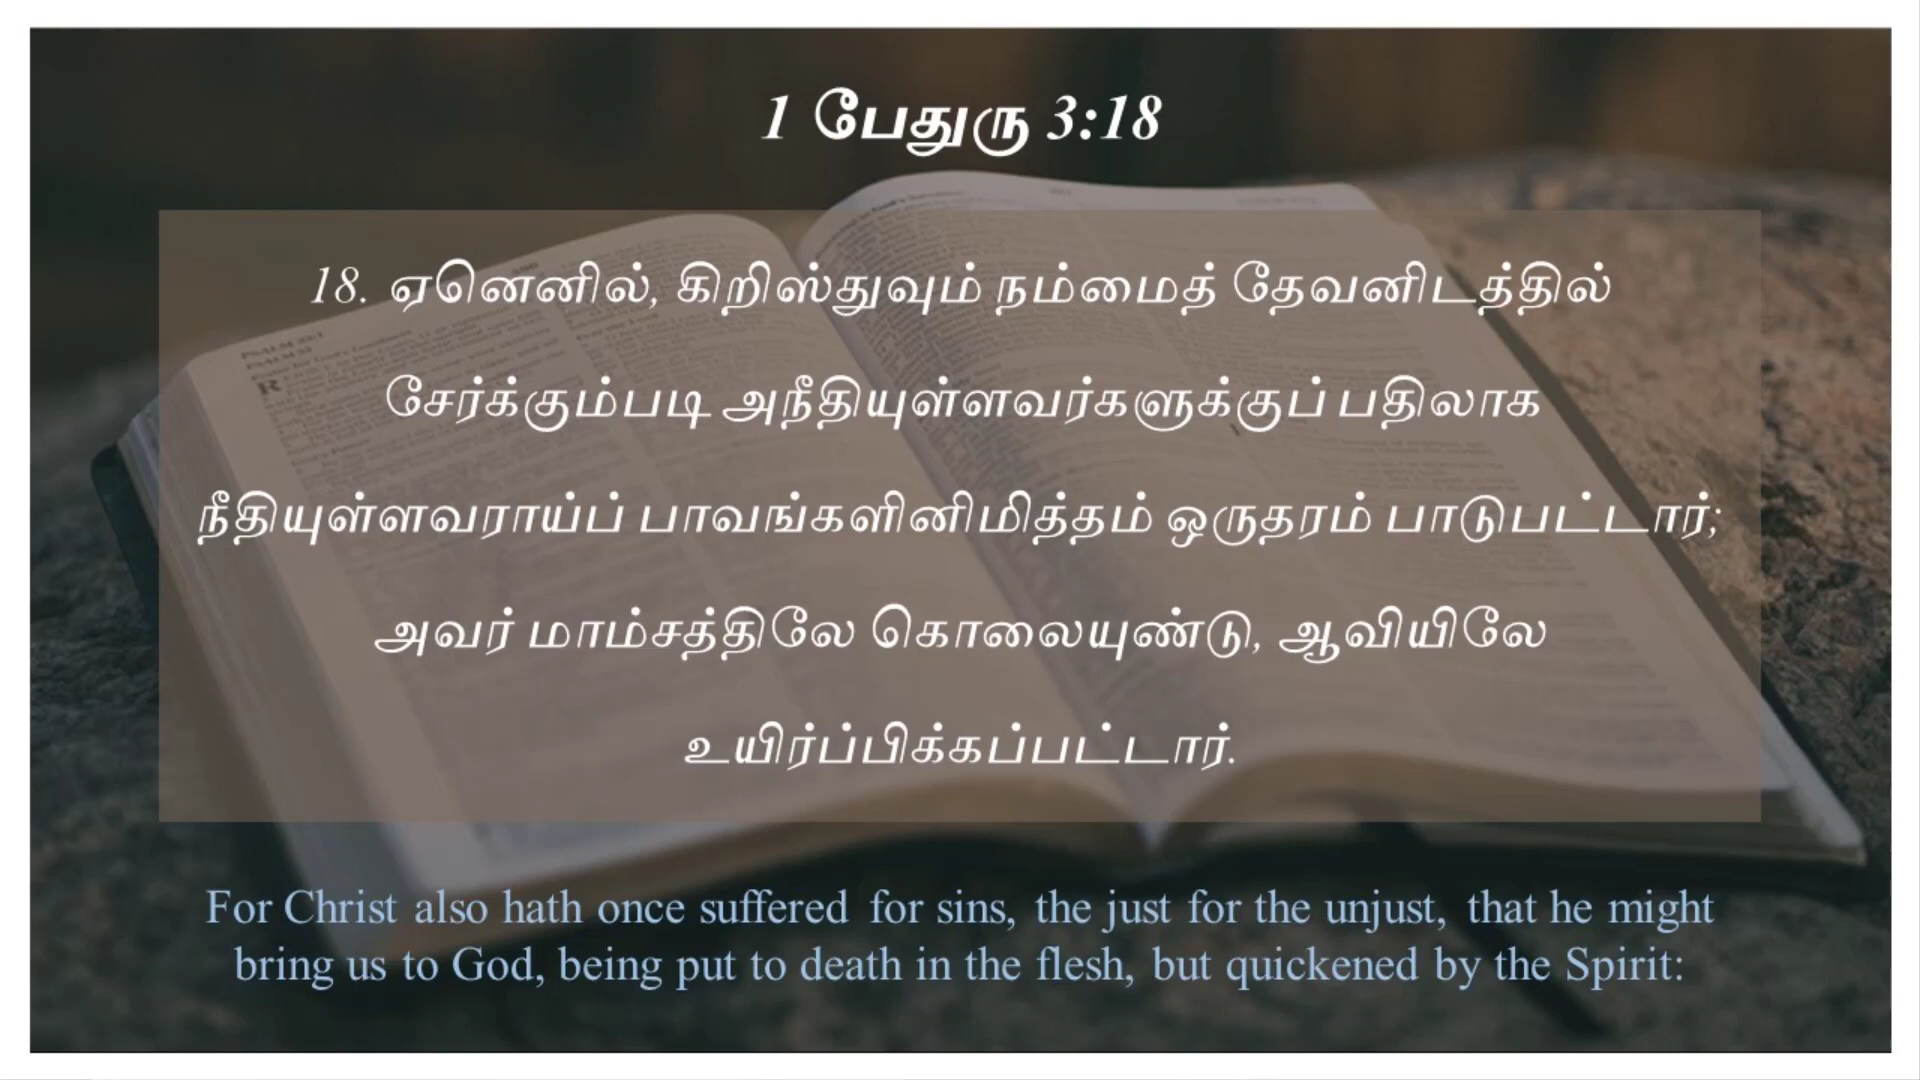 1 பேதுரு 3:18
18. ஏனெனில், கிறிஸ்துவும் நம்மைத் தேவனிடத்தில்
சேர்க்கும்படி அநீதியுள்ளவர்களுக்குப் பதிலாக
நீதியுள்ளவராய்ப் பாவங்களினிமித்தம் ஒருதரம் பாடுபட்டார்;
அவர் மாம்சத்திலே கொலையுண்டு, ஆவியிலே
உயிர்ப்பிக்கப்பட்டார்.
For Christ also hath once suffered for sins, the just for the unjust, that he might
bring us to God, being put to death in the flesh, but quickened by the Spirit: